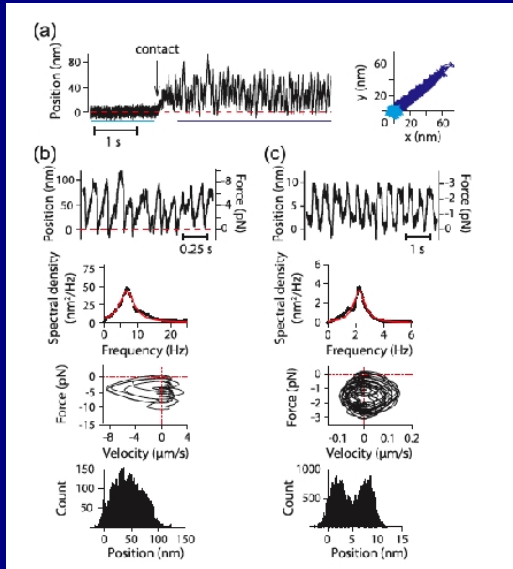 (a)
contact
Position (nm)
80
40
0
1 s
y (nm)
60
40
20
0
0 20 60
x (nm)
(b)
Position (nm)
100
50
0
8
4
0
Force (pN)
0.25 s
(c)
Position (nm)
10
5
0
-3
-2
-1
0
Force (pN)
1 s
Spectral density
(nm²/Hz)
75
50
25
0
0 10 20
Frequency (Hz)
Spectral density
(nm²/Hz)
6
4
2
0
0 2 4 6
Frequency (Hz)
Force (pN)
0
-5
-10
-15
-8 -4 0 4
Velocity (µm/s)
Force (pN)
0
-1
-2
-3
-0.1 0 0.1 0.2
Velocity (µm/s)
Count
150
100
50
0 50 100 150
Position (nm)
Count
1000
500
0 5 10 15
Position (nm)